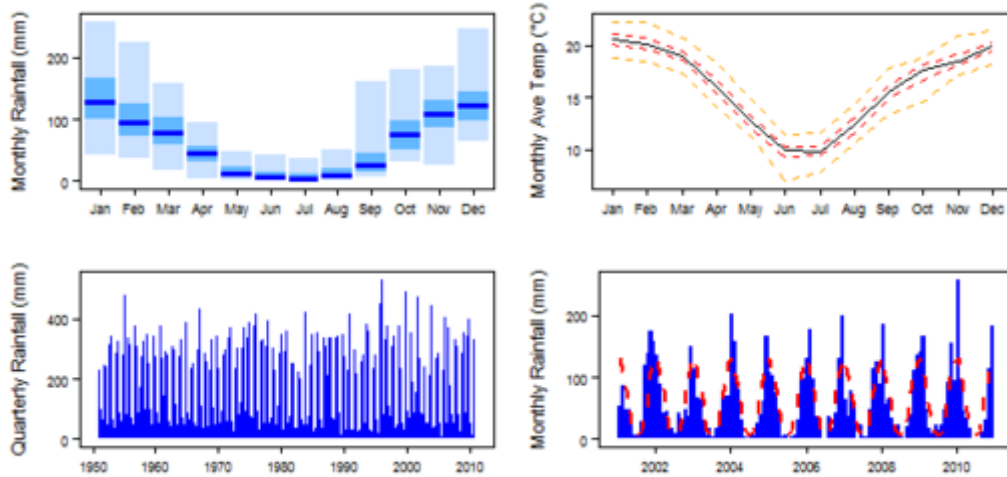 Monthly Rainfall (mm)
200
100
0
Jan Feb Mar Apr May Jun Jul Aug Sep Oct Nov Dec
Monthly Ave Temp (°C)
20
15
10
Jan Feb Mar Apr May Jun Jul Aug Sep Oct Nov Dec
Quarterly Rainfall (mm)
400
200
0
1950 1960 1970 1980 1990 2000 2010
Monthly Rainfall (mm)
200
100
0
2002 2004 2006 2008 2010